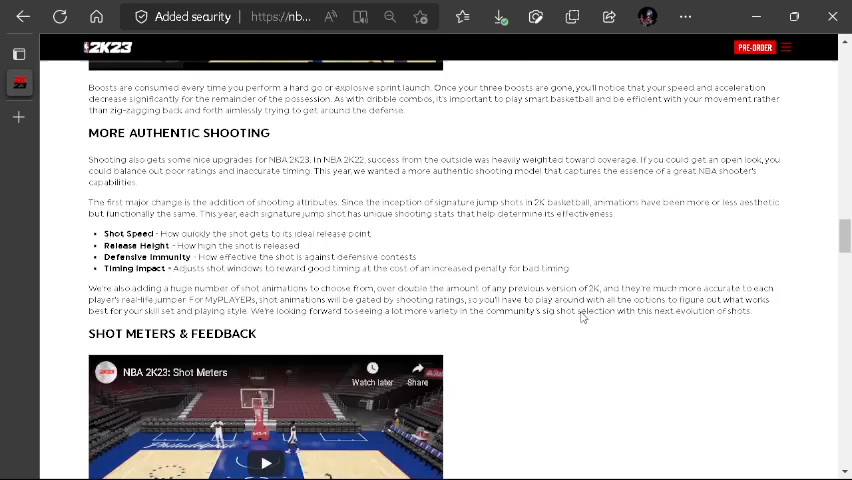 Added security
https://nb...
2K23
PRE-ORDER
Boosts are consumed every time you perform a hard go or explosive sprint launch. Once your three boosts are gone, you'll notice that your speed and acceleration
decrease significantly for the remainder of the possession. As with dribble combos, it's important to play smart basketball and be efficient with your movement rather
than zig-zagging back and forth aimlessly trying to get around the defense.
MORE AUTHENTIC SHOOTING
Shooting also gets some nice upgrades for NBA 2K23. In NBA 2K22, success from the outside was heavily weighted toward coverage. If you could get an open look, you
could balance out poor ratings and inaccurate timing. This year, we wanted a more authentic shooting model that captures the essence of a great NBA shooter's
capabilities.
The first major change is the addition of shooting attributes. Since the inception of signature jump shots in 2K basketball, animations have been more or less aesthetic
but functionally the same. This year, each signature jump shot has unique shooting stats that help determine its effectiveness:
• Shot Speed - How quickly the shot gets to its ideal release point
• Release Height - How high the shot is released
• Defensive Immunity - How effective the shot is against defensive contests
• Timing Impact - Adjusts shot windows to reward good timing at the cost of an increased penalty for bad timing
We're also adding a huge number of shot animations to choose from, over double the amount of any previous version of 2K, and they're much more accurate to each
player's real-life jumper. For MyPLAYERs, shot animations will be gated by shooting ratings, so you'll have to play around with all the options to figure out what works
best for your skill set and playing style. We're looking forward to seeing a lot more variety in the community's sig shot selection with this next evolution of shots.
SHOT METERS & FEEDBACK
NBA 2K23: Shot Meters
Watch later
Share